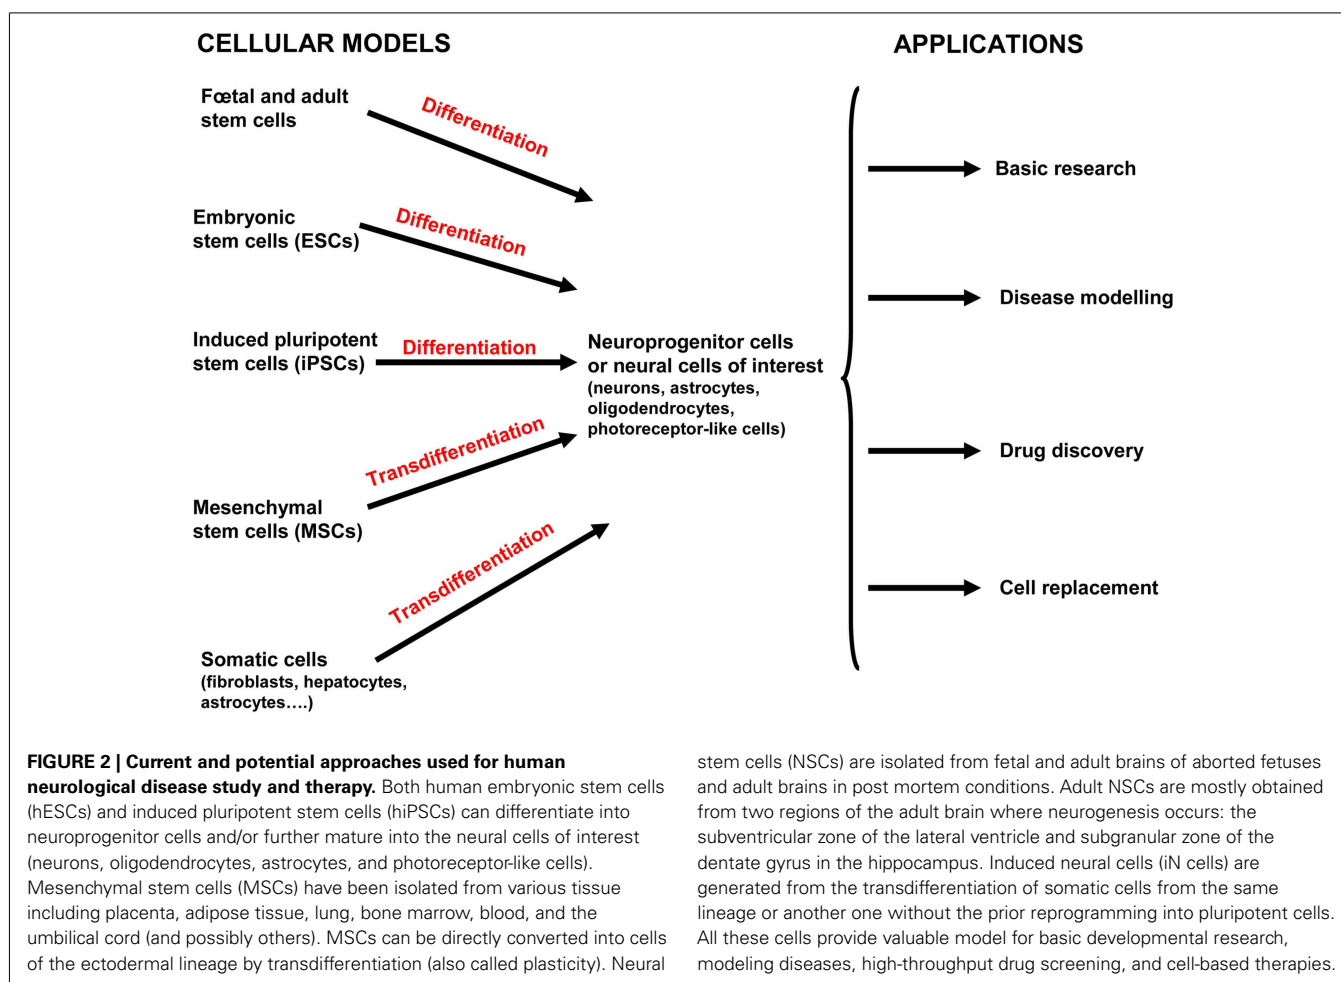 CELLULAR MODELS
APPLICATIONS
Fœtal and adult
stem cells
Differentiation
Embryonic
stem cells (ESCs)
Differentiation
Induced pluripotent
stem cells (iPSCs)
Differentiation
Mesenchymal
stem cells (MSCs)
Transdifferentiation
Somatic cells
(fibroblasts, hepatocytes,
astrocytes….)
Transdifferentiation
Neuroprogenitor cells
or neural cells of interest
(neurons, astrocytes,
oligodendrocytes,
photoreceptor-like cells)
Basic research
Disease modelling
Drug discovery
Cell replacement
FIGURE 2 | Current and potential approaches used for human
neurological disease study and therapy. Both human embryonic stem cells
(hESCs) and induced pluripotent stem cells (hiPSCs) can differentiate into
neuroprogenitor cells and/or further mature into the neural cells of interest
(neurons, oligodendrocytes, astrocytes, and photoreceptor-like cells).
Mesenchymal stem cells (MSCs) have been isolated from various tissue
including placenta, adipose tissue, lung, bone marrow, blood, and the
umbilical cord (and possibly others). MSCs can be directly converted into cells
of the ectodermal lineage by transdifferentiation (also called plasticity). Neural
stem cells (NSCs) are isolated from fetal and adult brains of aborted fetuses
and adult brains in post mortem conditions. Adult NSCs are mostly obtained
from two regions of the adult brain where neurogenesis occurs: the
subventricular zone of the lateral ventricle and subgranular zone of the
dentate gyrus in the hippocampus. Induced neural cells (iN cells) are
generated from the transdifferentiation of somatic cells from the same
lineage or another one without the prior reprogramming into pluripotent cells.
All these cells provide valuable model for basic developmental research,
modeling diseases, high-throughput drug screening, and cell-based therapies.